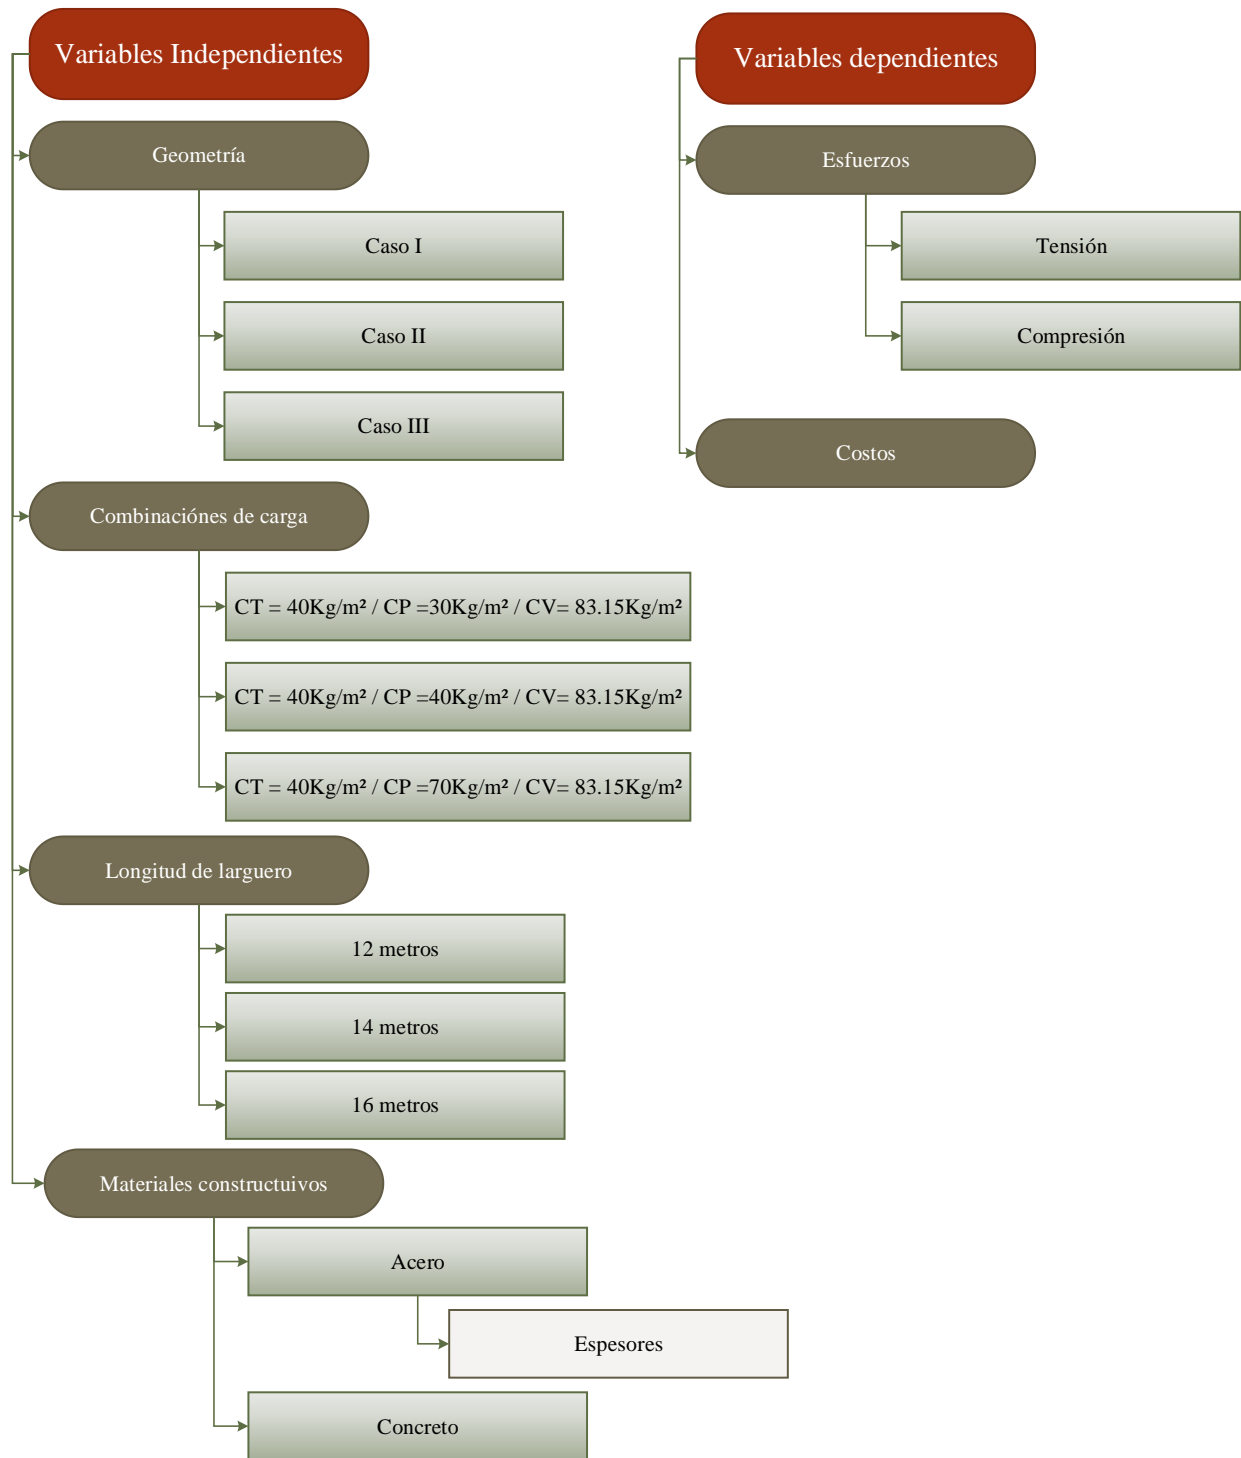 Variables Independientes
Geometría
Caso I
Caso II
Caso III
Combinaciónes de carga
CT = 40Kg/m² / CP =30Kg/m² / CV= 83.15Kg/m²
CT = 40Kg/m² / CP =40Kg/m² / CV= 83.15Kg/m²
CT = 40Kg/m² / CP =70Kg/m² / CV= 83.15Kg/m²
Longitud de larguero
12 metros
14 metros
16 metros
Materiales constructuivos
Acero
Espesores
Concreto
Variables dependientes
Esfuerzos
Tensión
Compresión
Costos